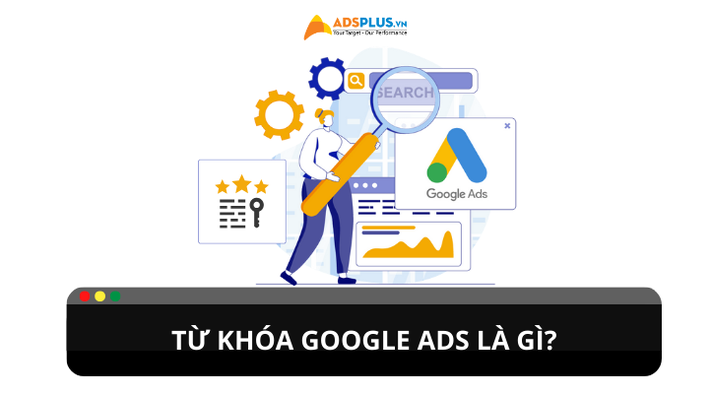 ADSPLUS.VN
Your Target - Our Performance
SEARCH
Google Ads
TỪ KHÓA GOOGLE ADS LÀ GÌ?